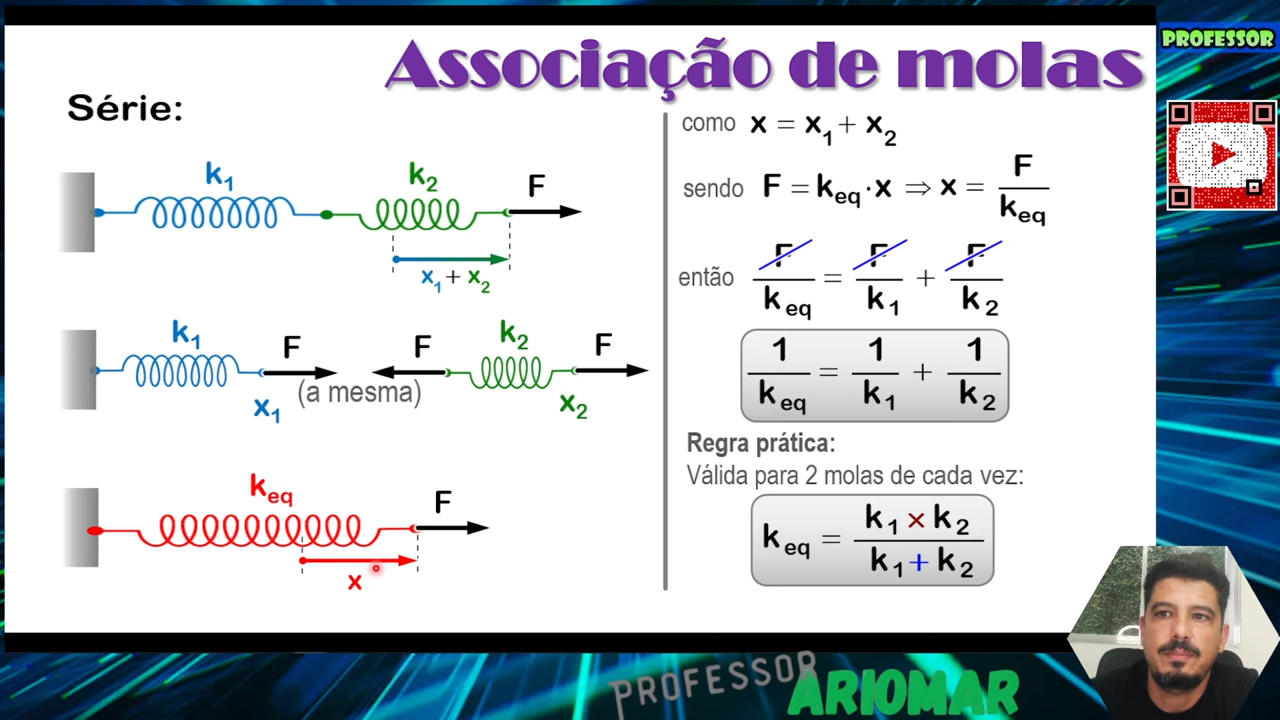 Associação de molas
PROFESSOR
Série:
k1 k2 F
x1 + x2
k1 F F k2 F
(a mesma)
x1 x2
keq F
x
como x = x1 + x2
sendo F = keq · x ⇒ x = F/keq
então F/keq = F/k1 + F/k2
1/keq = 1/k1 + 1/k2
Regra prática:
Válida para 2 molas de cada vez:
keq = k1 × k2 / k1 + k2
PROFESSOR
ARIOMAR